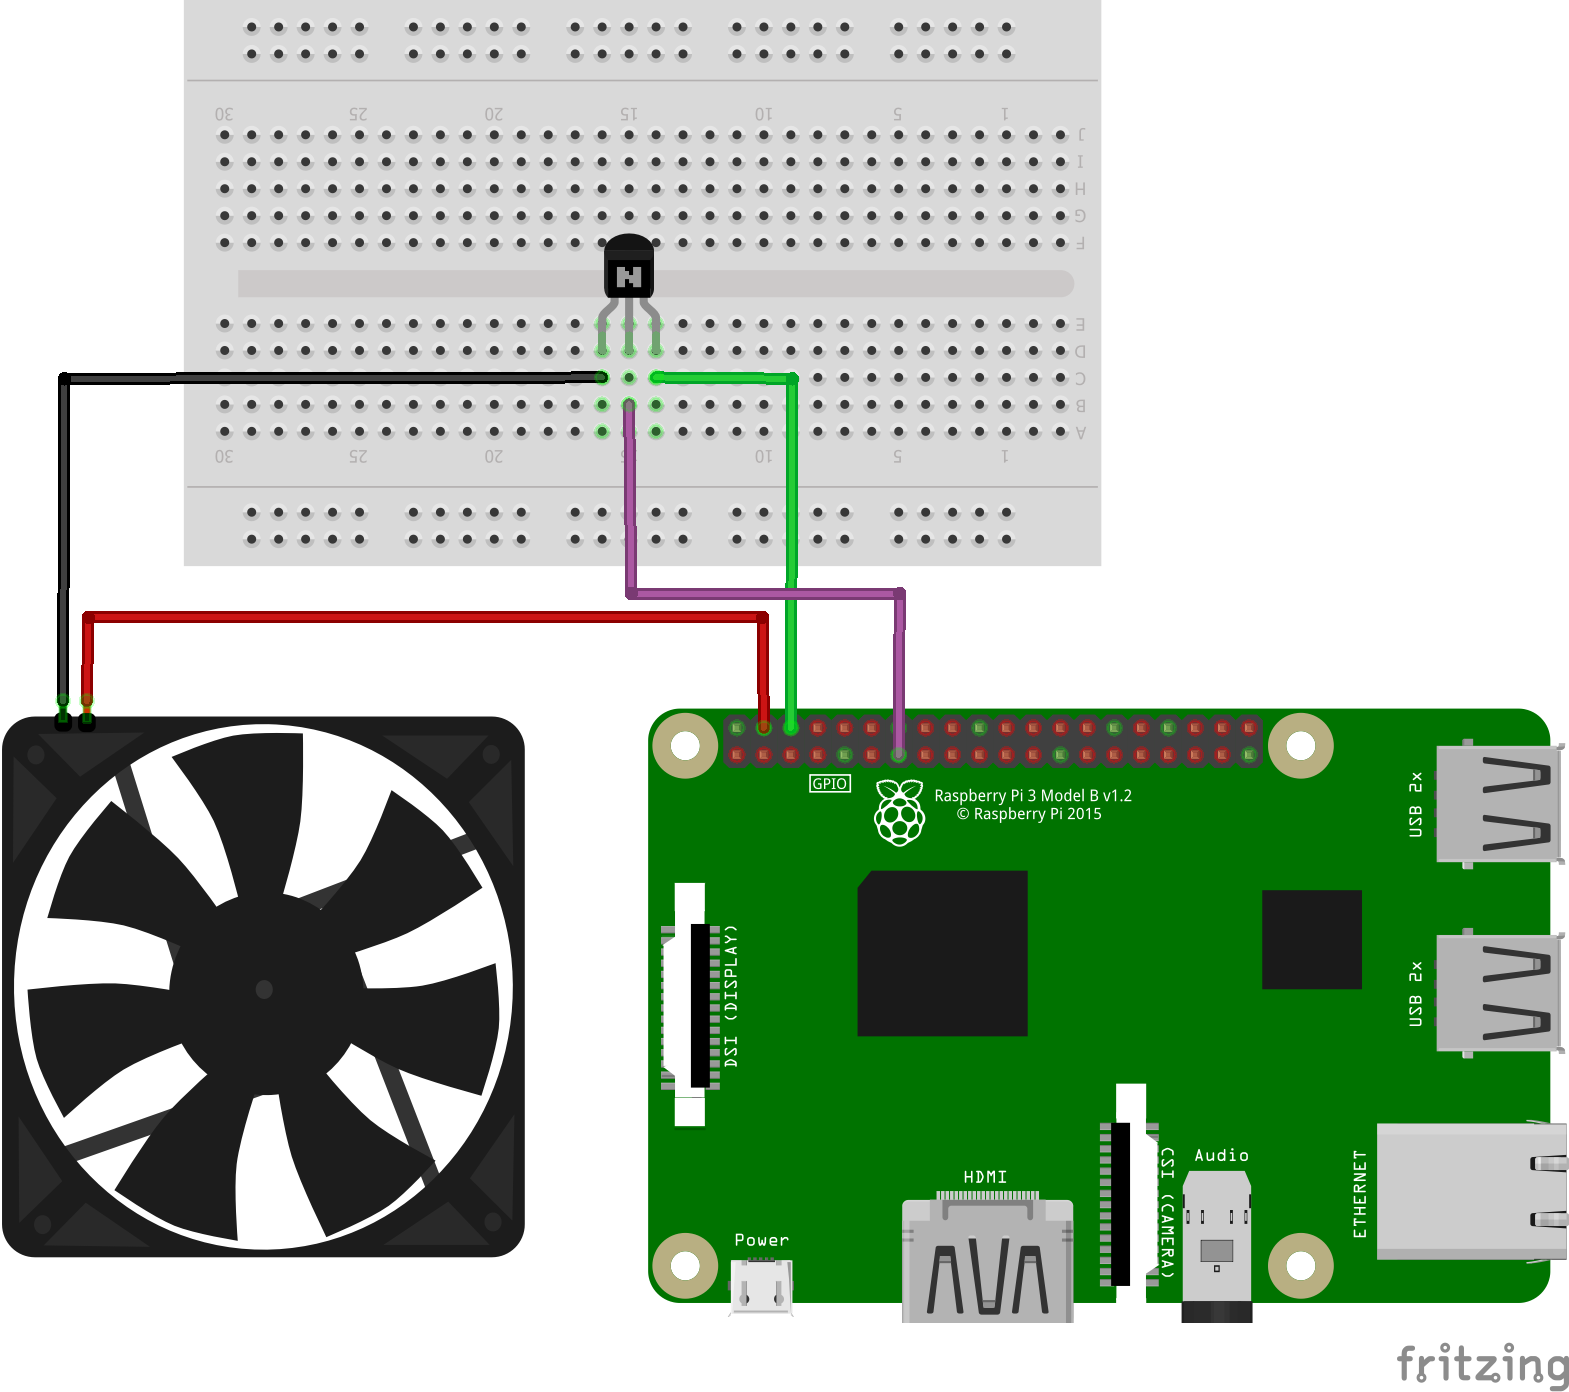 30 25 20 15 10 5 1
J
I
H
G
F
N
E
D
C
B
A
30 25 20 10 5 1
GPIO
Raspberry Pi 3 Model B v1.2
© Raspberry Pi 2015
USB 2x
DSI (DISPLAY)
USB 2x
HDMI
CSI (CAMERA)
Audio
ETHERNET
Power
fritzing